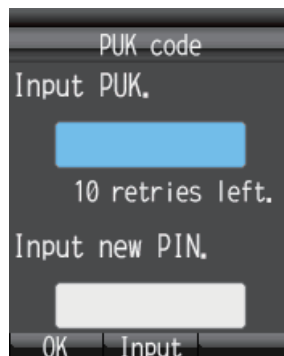 PUK code
Input PUK.
10 retries left.
Input new PIN.
OK Input